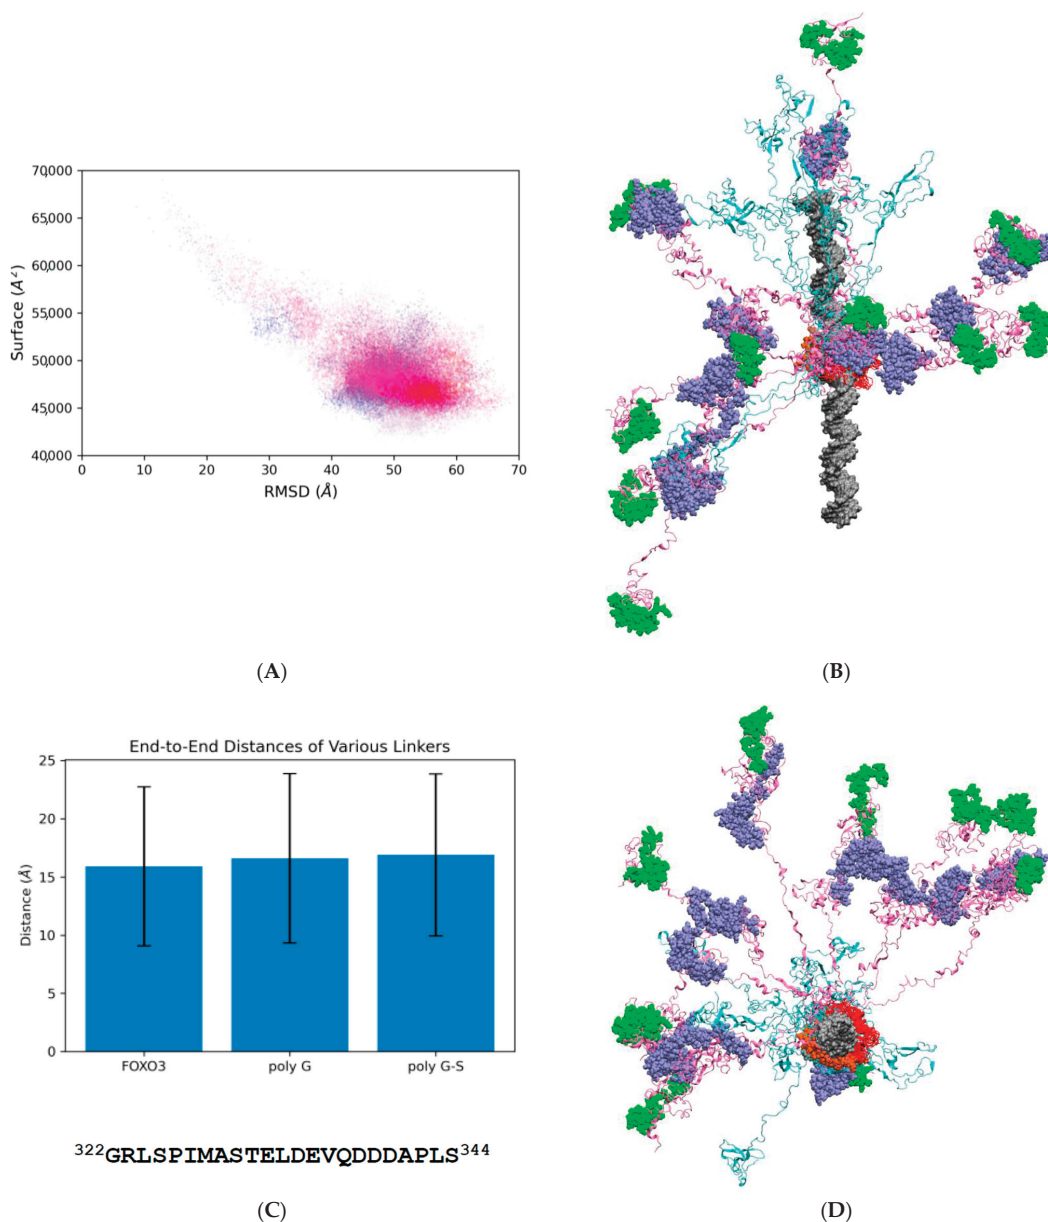 70,000
65,000
60,000
55,000
50,000
45,000
40,000
Surface (Å²)
0 10 20 30 40 50 60 70
RMSD (Å)
(A)
(B)
End-to-End Distances of Various Linkers
25
20
15
10
5
0
Distance (Å)
FOXO3 poly G poly G-S
³²²GRLSPIMASTELDEVQDDDAPLS³⁴⁴
(C)
(D)